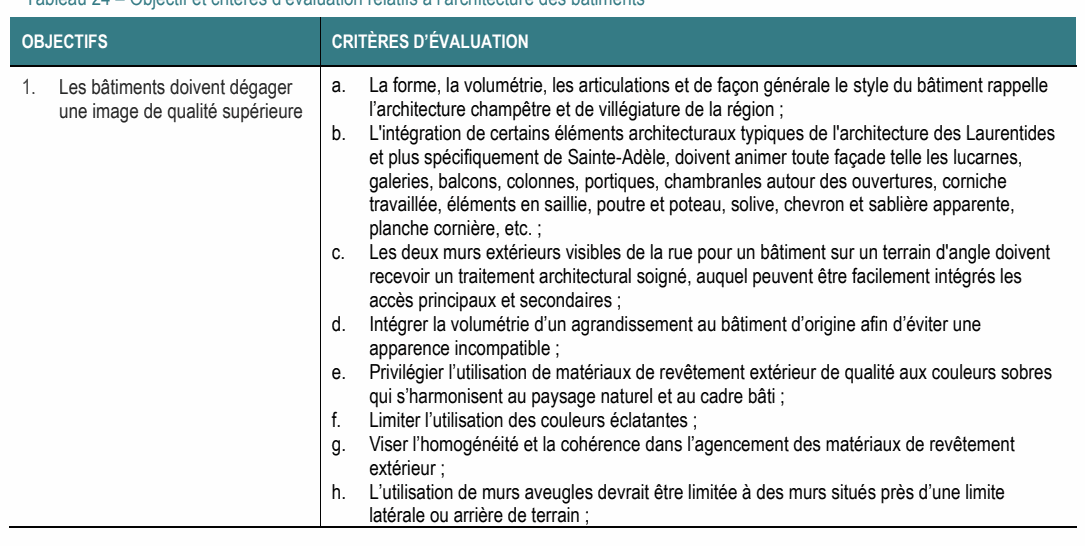 Tableau 24 – Objectif et critères d'évaluation relatifs à l'architecture des bâtiments
OBJECTIFS
CRITÈRES D'ÉVALUATION
1. Les bâtiments doivent dégager
une image de qualité supérieure
a. La forme, la volumétrie, les articulations et de façon générale le style du bâtiment rappelle
l'architecture champêtre et de villégiature de la région ;
b. L'intégration de certains éléments architecturaux typiques de l'architecture des Laurentides
et plus spécifiquement de Sainte-Adèle, doivent animer toute façade telle les lucarnes,
galeries, balcons, colonnes, portiques, chambranles autour des ouvertures, corniche
travaillée, éléments en saillie, poutre et poteau, solive, chevron et sablière apparente,
planche cornière, etc. ;
c. Les deux murs extérieurs visibles de la rue pour un bâtiment sur un terrain d'angle doivent
recevoir un traitement architectural soigné, auquel peuvent être facilement intégrés les
accès principaux et secondaires ;
d. Intégrer la volumétrie d'un agrandissement au bâtiment d'origine afin d'éviter une
apparence incompatible ;
e. Privilégier l'utilisation de matériaux de revêtement extérieur de qualité aux couleurs sobres
qui s'harmonisent au paysage naturel et au cadre bâti ;
f. Limiter l'utilisation des couleurs éclatantes ;
g. Viser l'homogénéité et la cohérence dans l'agencement des matériaux de revêtement
extérieur ;
h. L'utilisation de murs aveugles devrait être limitée à des murs situés près d'une limite
latérale ou arrière de terrain ;